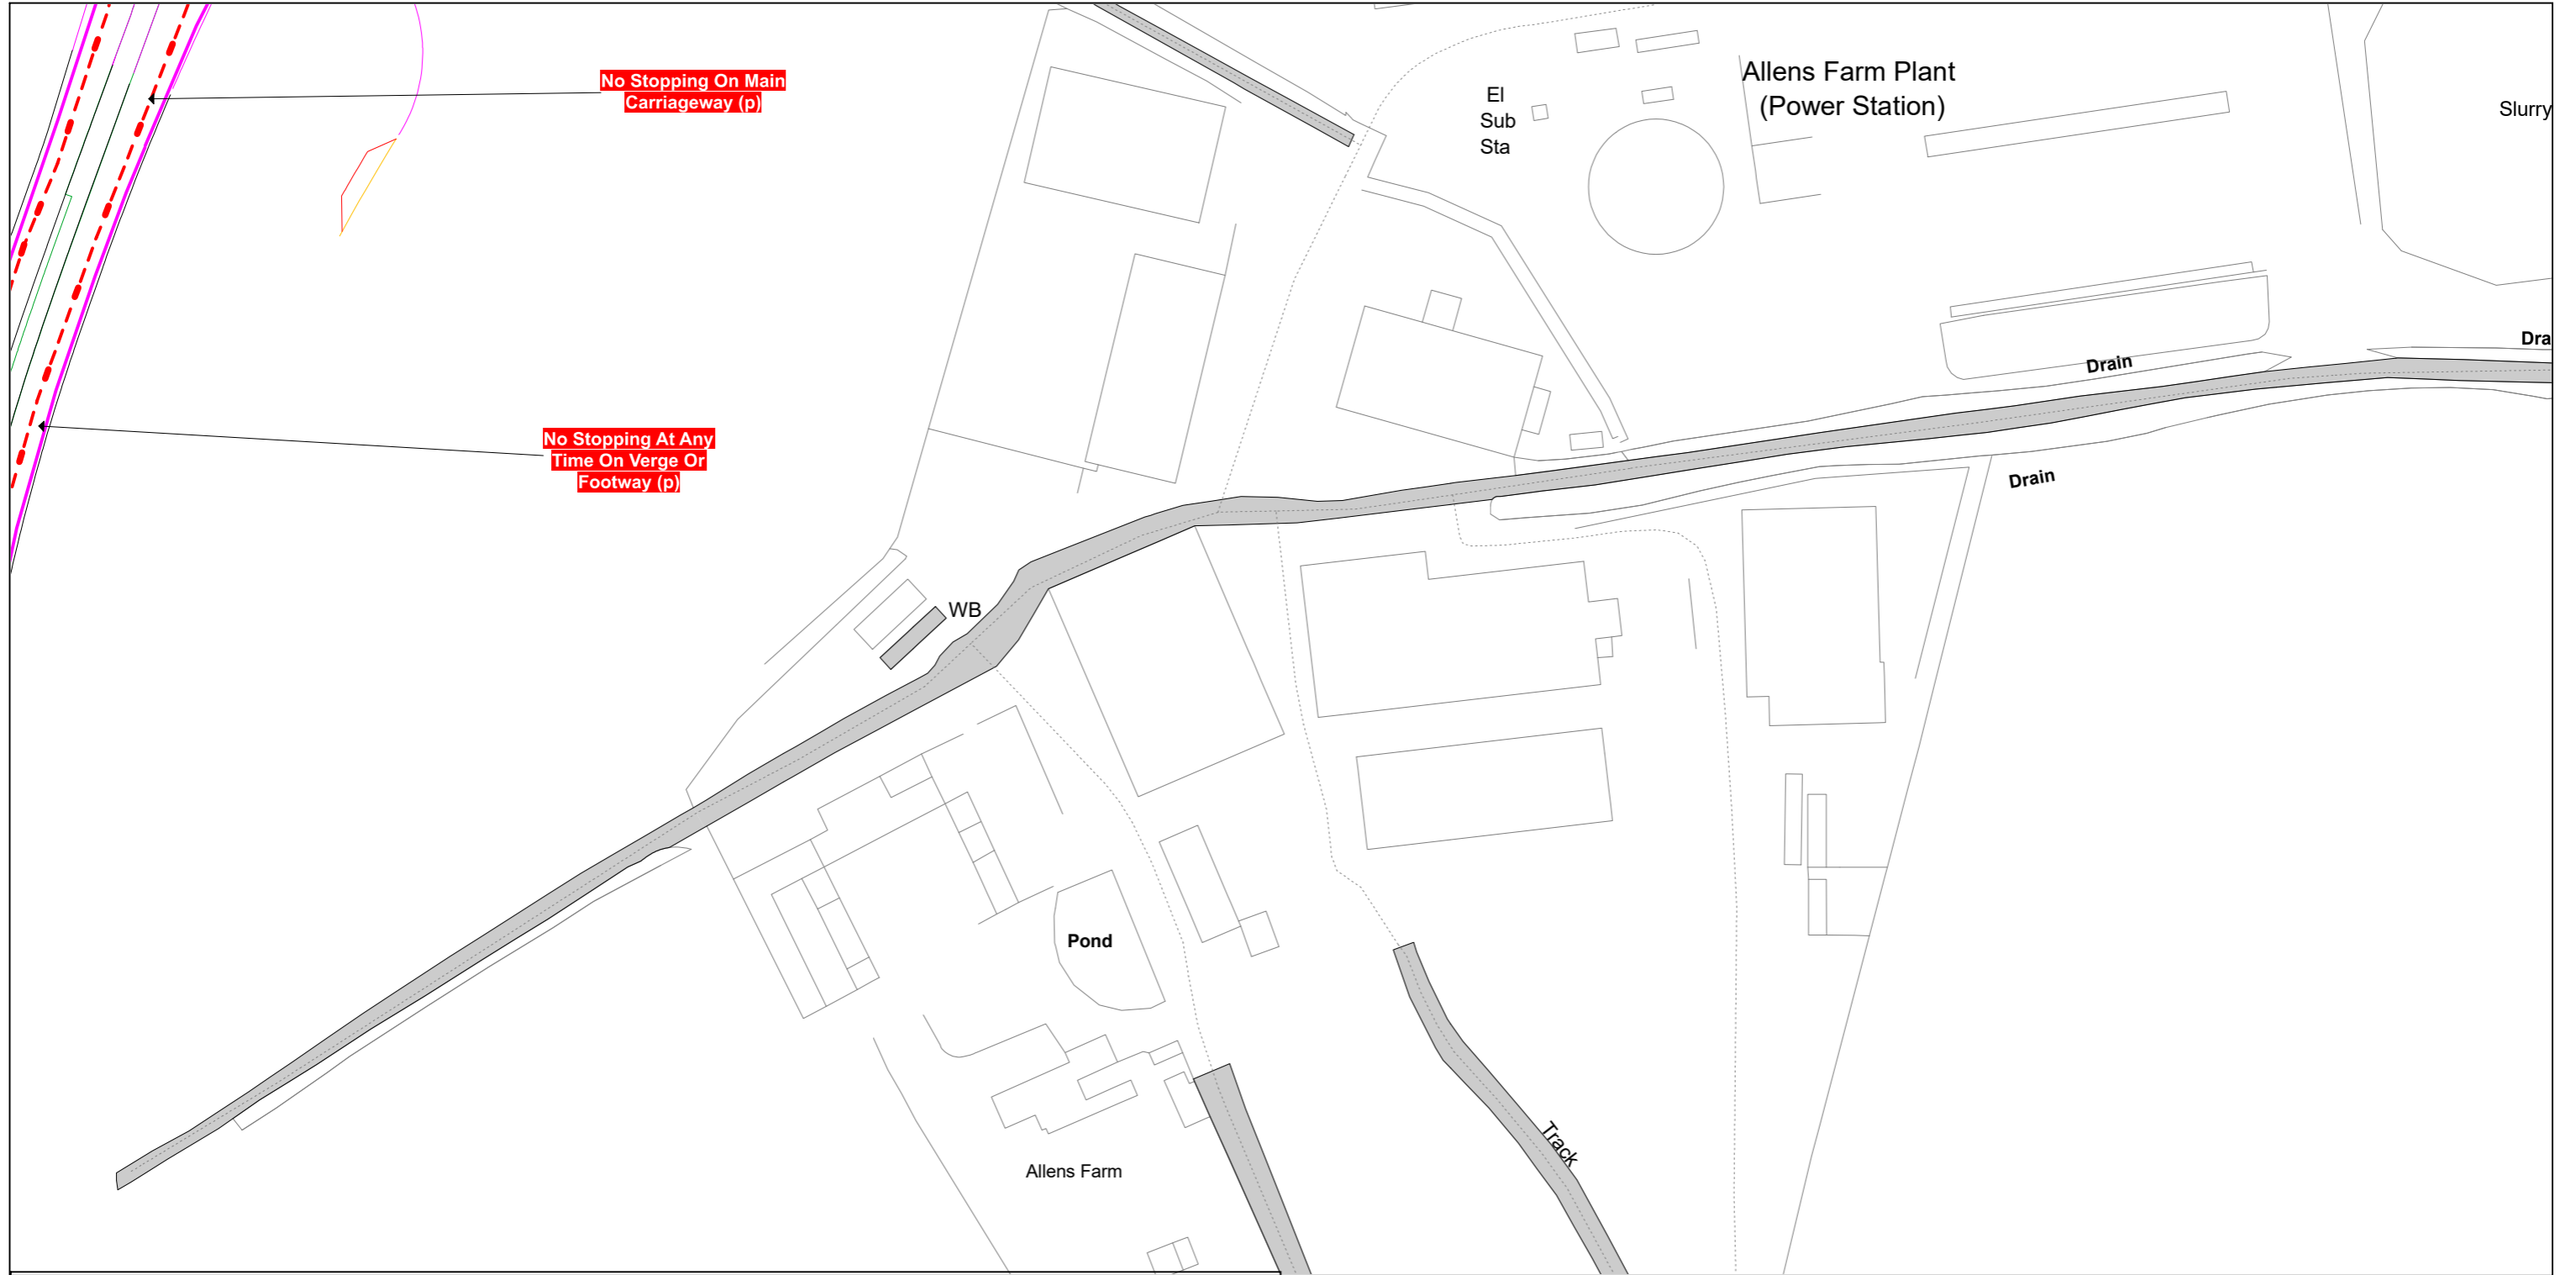 No Stopping On Main
Carriageway (p)
El
Sub
Sta
Allens Farm Plant
(Power Station)
Slurry
Dra
Drain
No Stopping At Any
Time On Verge Or
Footway (p)
Drain
WB
Pond
Track
Allens Farm